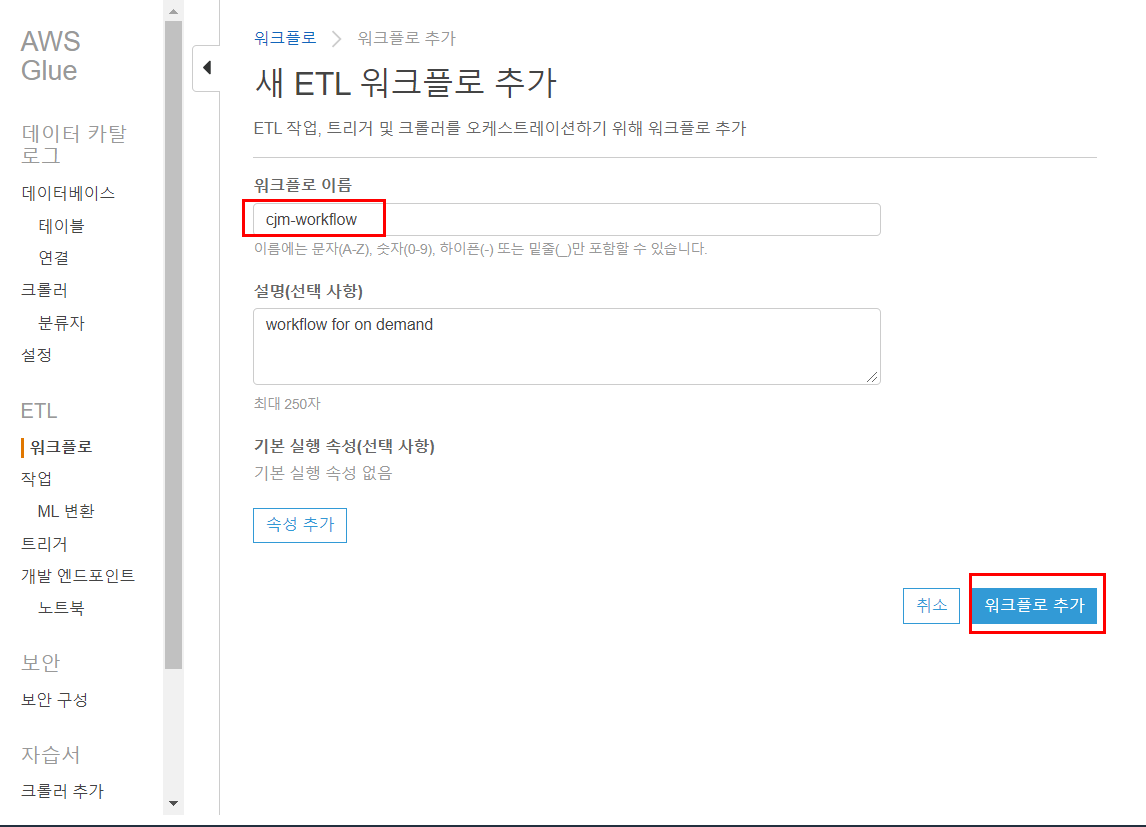 AWS
Glue
데이터 카탈
로그
데이터베이스
테이블
연결
크롤러
분류자
설정
ETL
워크플로
작업
ML 변환
트리거
개발 엔드포인트
노트북
보안
보안 구성
자습서
크롤러 추가
워크플로 워크플로 추가
새 ETL 워크플로 추가
ETL 작업, 트리거 및 크롤러를 오케스트레이션하기 위해 워크플로 추가
워크플로 이름
cjm-workflow
이름에는 문자(A-Z), 숫자(0-9), 하이픈(-) 또는 밑줄(_)만 포함할 수 있습니다.
설명(선택 사항)
workflow for on demand
최대 250자
기본 실행 속성(선택 사항)
기본 실행 속성 없음
속성 추가
취소 워크플로 추가